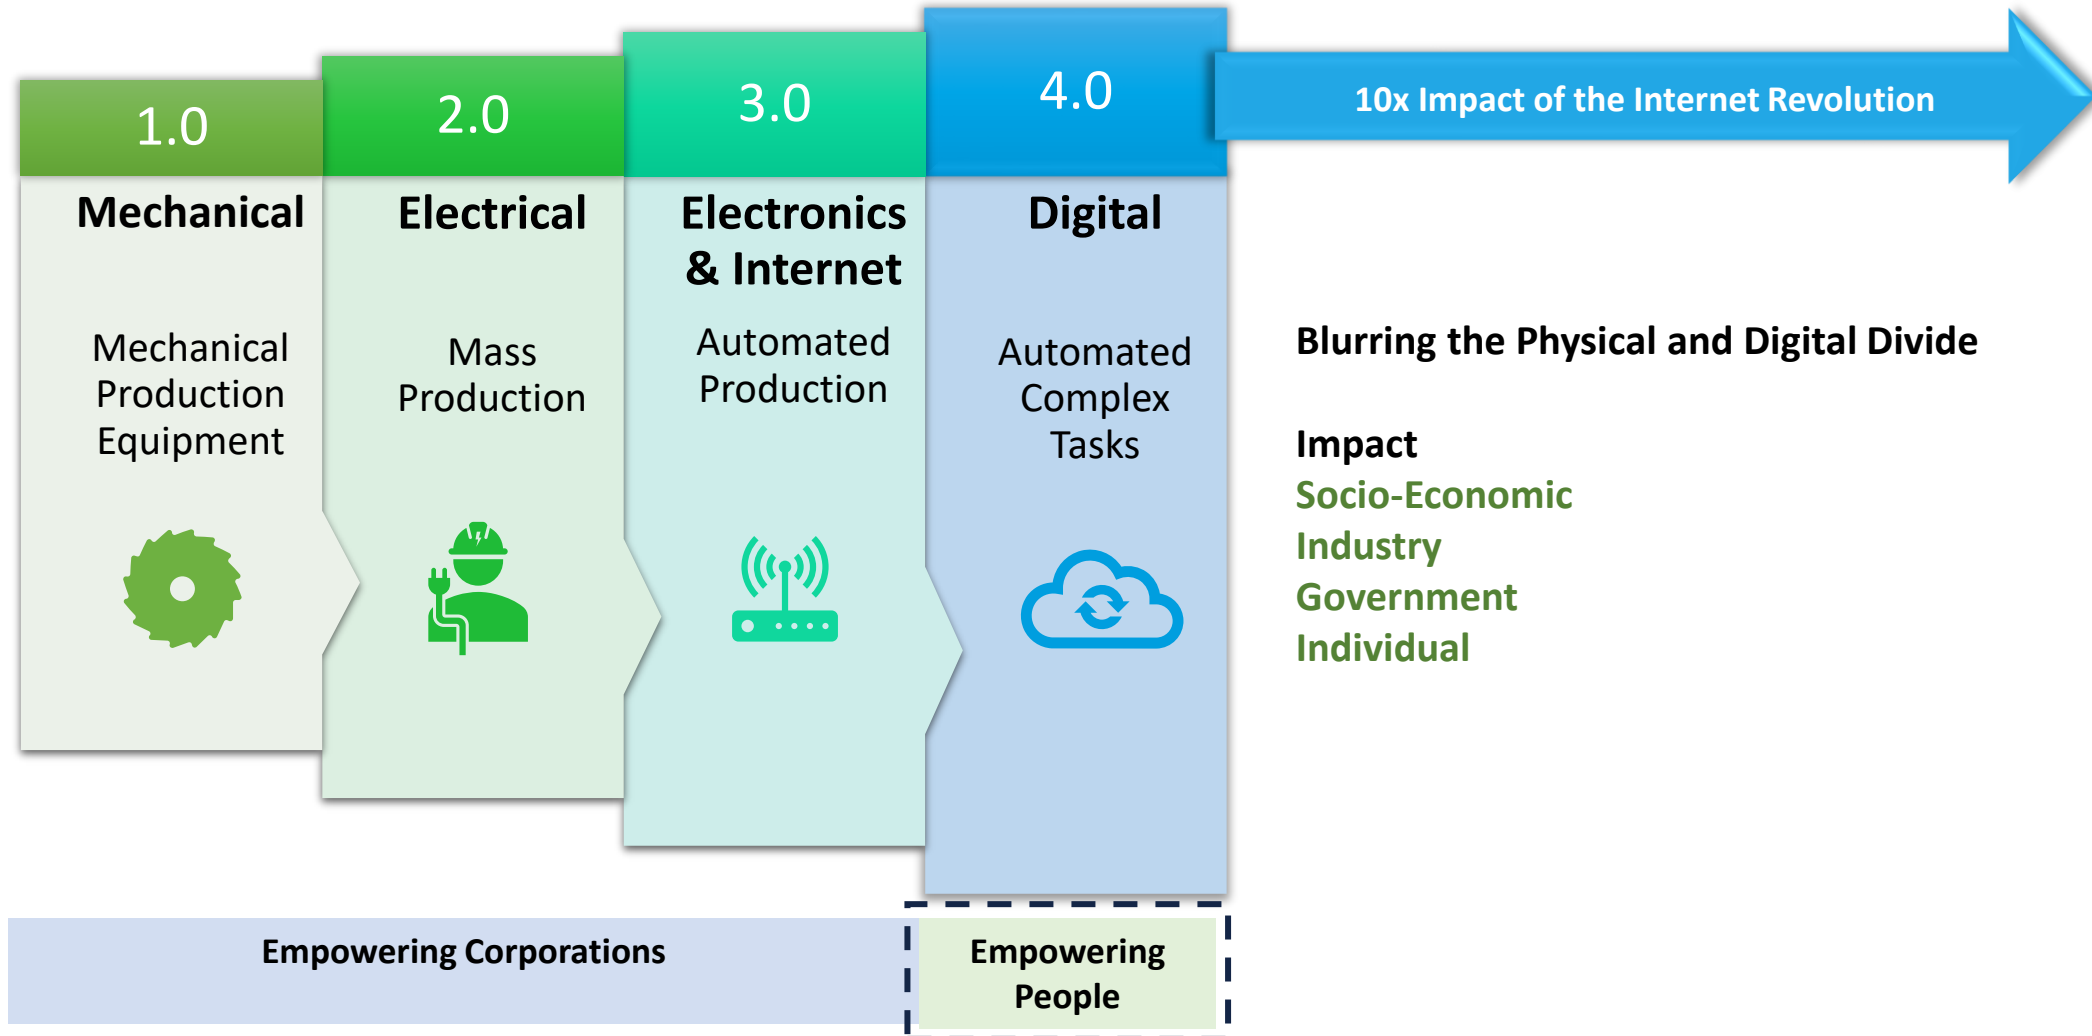 1.0
Mechanical
Mechanical
Production
Equipment
2.0
Electrical
Mass
Production
3.0
Electronics
& Internet
Automated
Production
4.0
Digital
Automated
Complex
Tasks
10x Impact of the Internet Revolution
Blurring the Physical and Digital Divide
Impact
Socio-Economic
Industry
Government
Individual
Empowering Corporations
Empowering
People